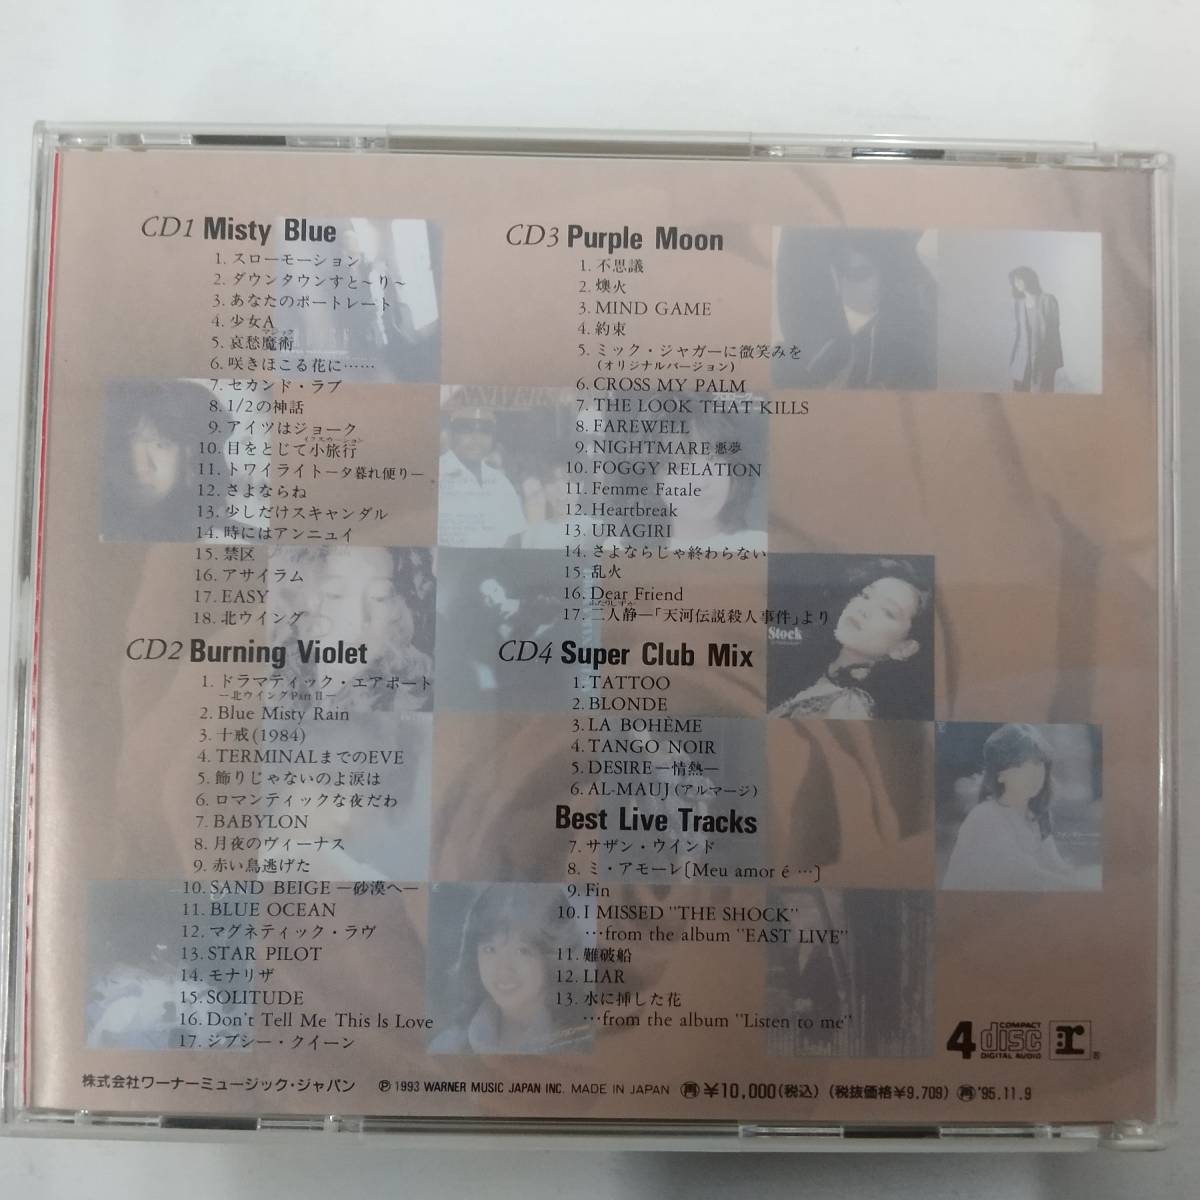 CD1 Misty Blue
1. スローモーション
2. ダウンタウンすと〜り〜
3. あなたのポートレート
4. 少女A
マジック
5. 哀愁魔術
6. 咲きほこる花に……
7. セカンド・ラブ
8. 1/2の神話
9. アイツはジョーク
イクスカーション
10. 目をとじて小旅行
11. トワイライト―夕暮れ便り―
12. さよならね
13. 少しだけスキャンダル
14. 時にはアンニュイ
15. 禁区
16. アサイラム
17. EASY
18. 北ウイング
CD2 Burning Violet
1. ドラマティック・エアポート
―北ウイングPart II―
2. Blue Misty Rain
3. 十戒(1984)
4. TERMINALまでのEVE
5. 飾りじゃないのよ涙は
6. ロマンティックな夜だわ
7. BABYLON
8. 月夜のヴィーナス
9. 赤い鳥逃げた
10. SAND BEIGE ―砂漠へ―
11. BLUE OCEAN
12. マグネティック・ラヴ
13. STAR PILOT
14. モナリザ
15. SOLITUDE
16. Don't Tell Me This Is Love
17. ジプシー・クイーン
CD3 Purple Moon
1. 不思議
2. 燠火
3. MIND GAME
4. 約束
5. ミック・ジャガーに微笑みを
(オリジナルバージョン)
6. CROSS MY PALM
7. THE LOOK THAT KILLS
8. FAREWELL
9. NIGHTMARE 悪夢
10. FOGGY RELATION
11. Femme Fatale
12. Heartbreak
13. URAGIRI
14. さよならじゃ終わらない
15. 乱火
16. Dear Friend
ふたりしずか
17. 二人静―「天河伝説殺人事件」より
CD4 Super Club Mix
1. TATTOO
2. BLONDE
3. LA BOHÈME
4. TANGO NOIR
5. DESIRE ―情熱―
6. AL-MAUJ (アルマージ)
Best Live Tracks
7. サザン・ウインド
8. ミ・アモーレ[Meu amor é …]
9. Fin
10. I MISSED "THE SHOCK"
…from the album "EAST LIVE"
11. 難破船
12. LIAR
13. 水に挿した花
…from the album "Listen to me"
Stock
4 COMPACT disc DIGITAL AUDIO r ®
株式会社ワーナーミュージック・ジャパン ℗ 1993 WARNER MUSIC JAPAN INC. MADE IN JAPAN 再¥10,000(税込) (税抜価格¥9,709) 再'95.11.9